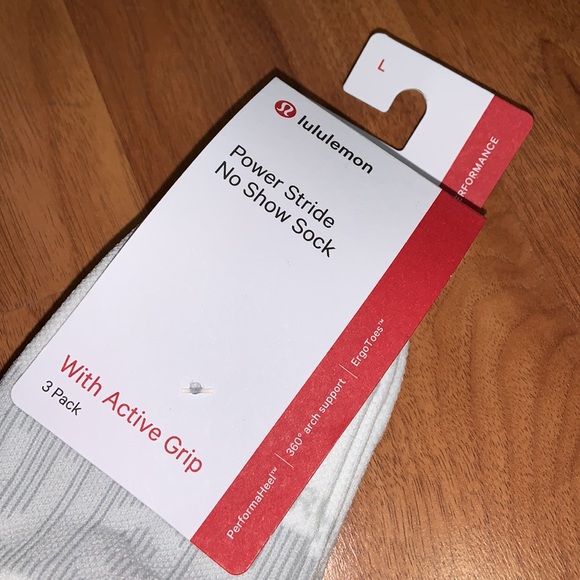 L
PERFORMANCE
lululemon
Power Stride
No Show Sock
With Active Grip
3 Pack
PerformaHeel™ | 360° arch support | ErgoToes™